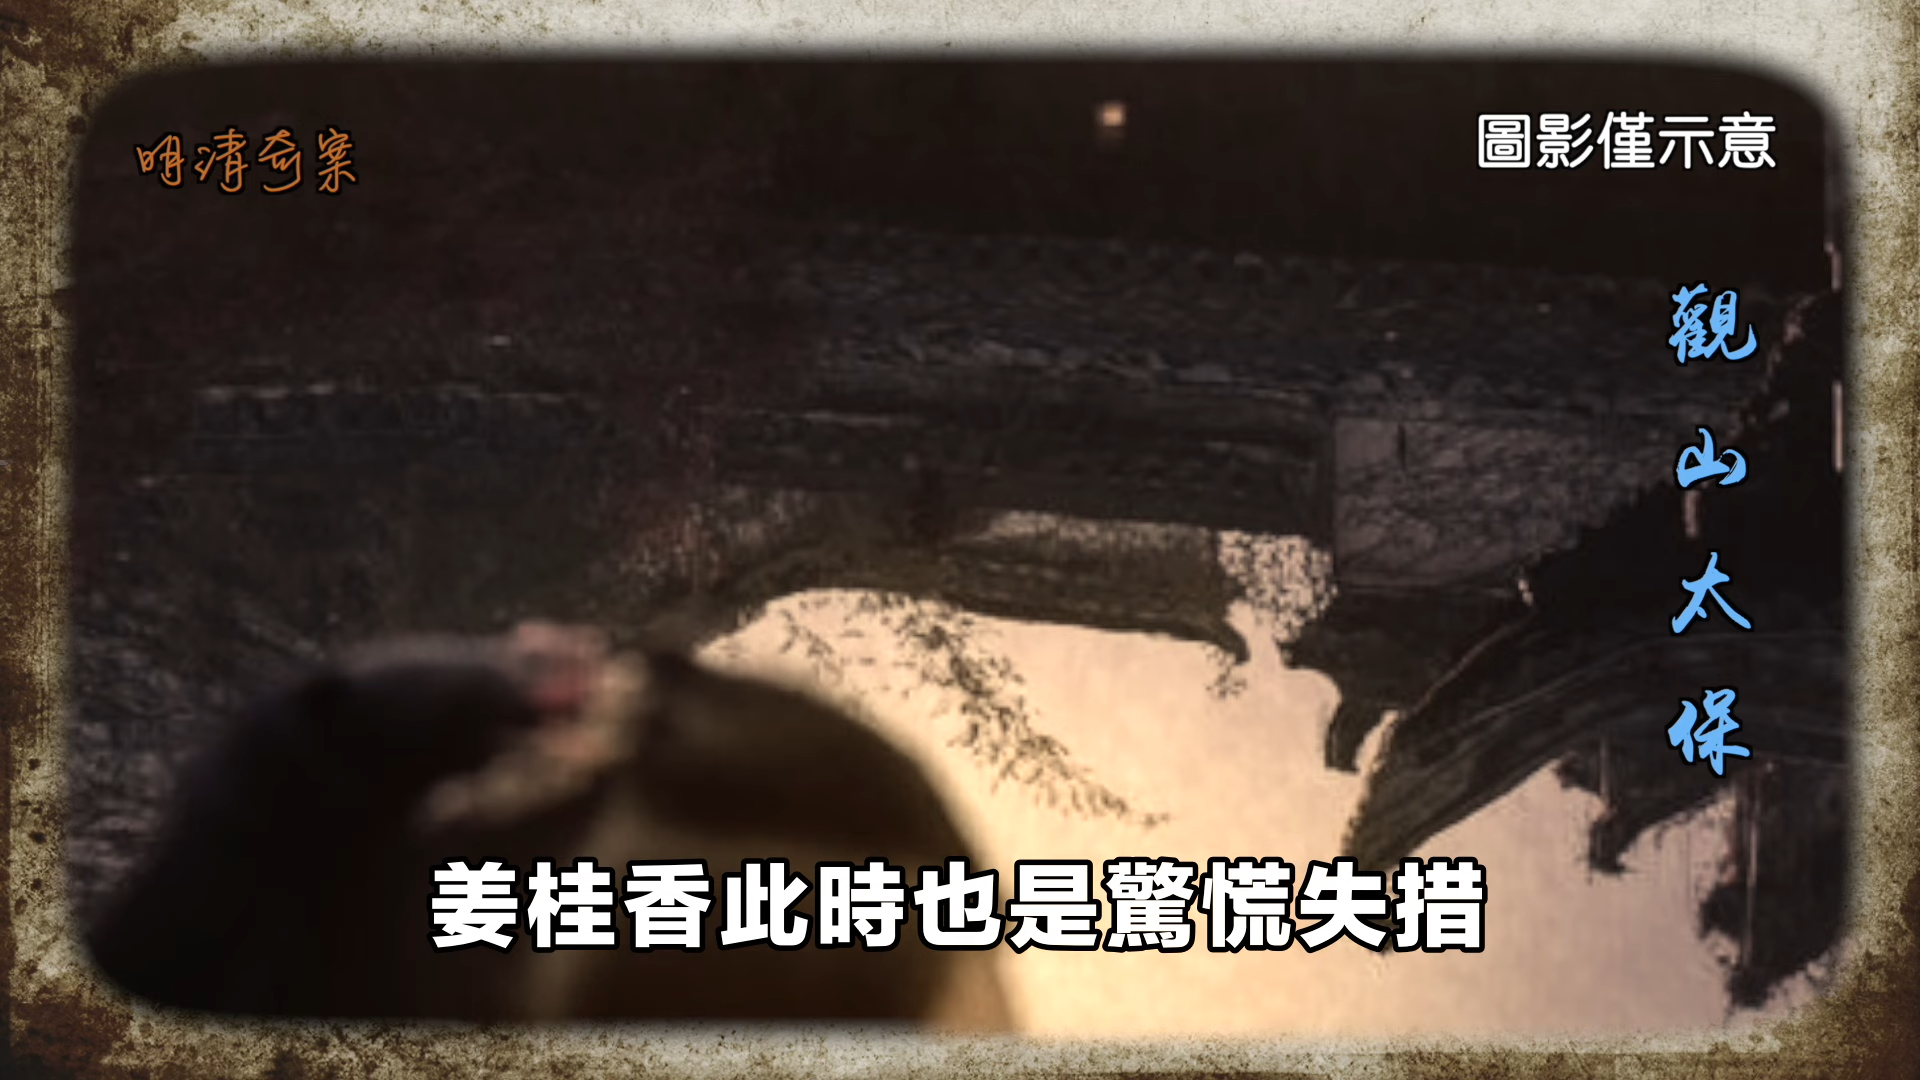 明清奇案
圖影僅示意
觀山太保
姜桂香此時也是驚慌失措